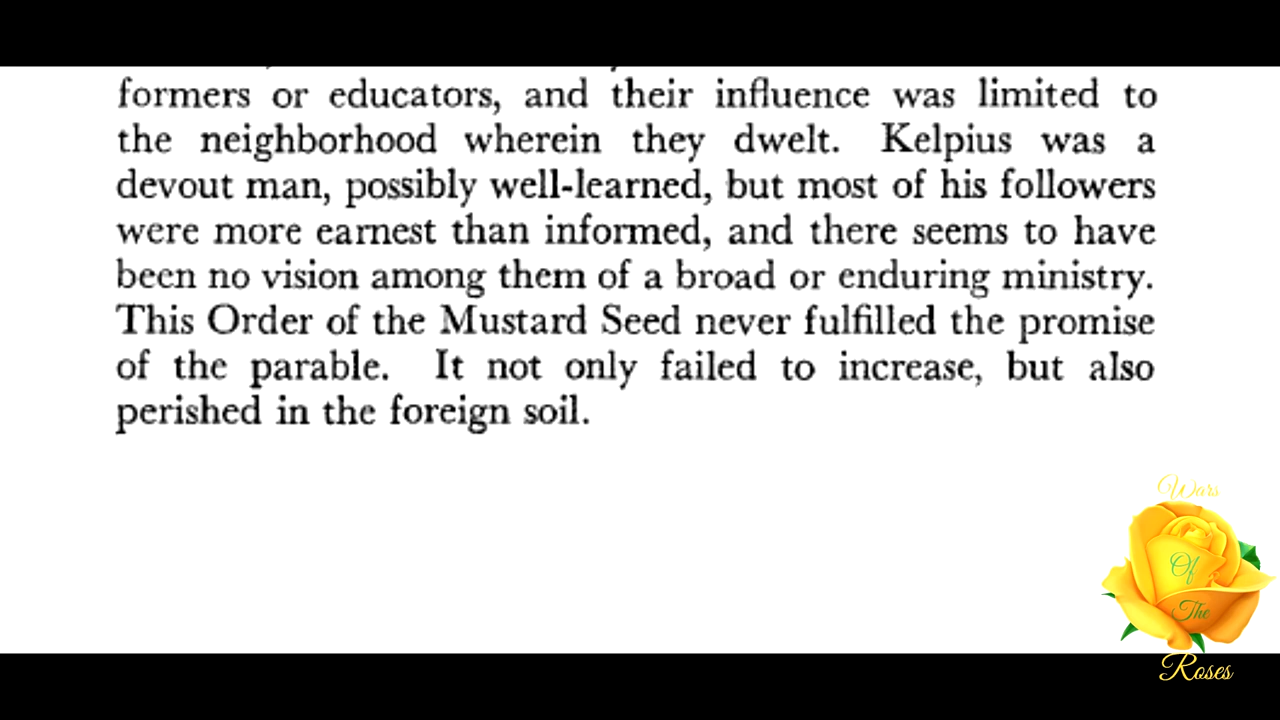 formers or educators, and their influence was limited to
the neighborhood wherein they dwelt. Kelpius was a
devout man, possibly well-learned, but most of his followers
were more earnest than informed, and there seems to have
been no vision among them of a broad or enduring ministry.
This Order of the Mustard Seed never fulfilled the promise
of the parable. It not only failed to increase, but also
perished in the foreign soil.
Wars
Of
The
Roses